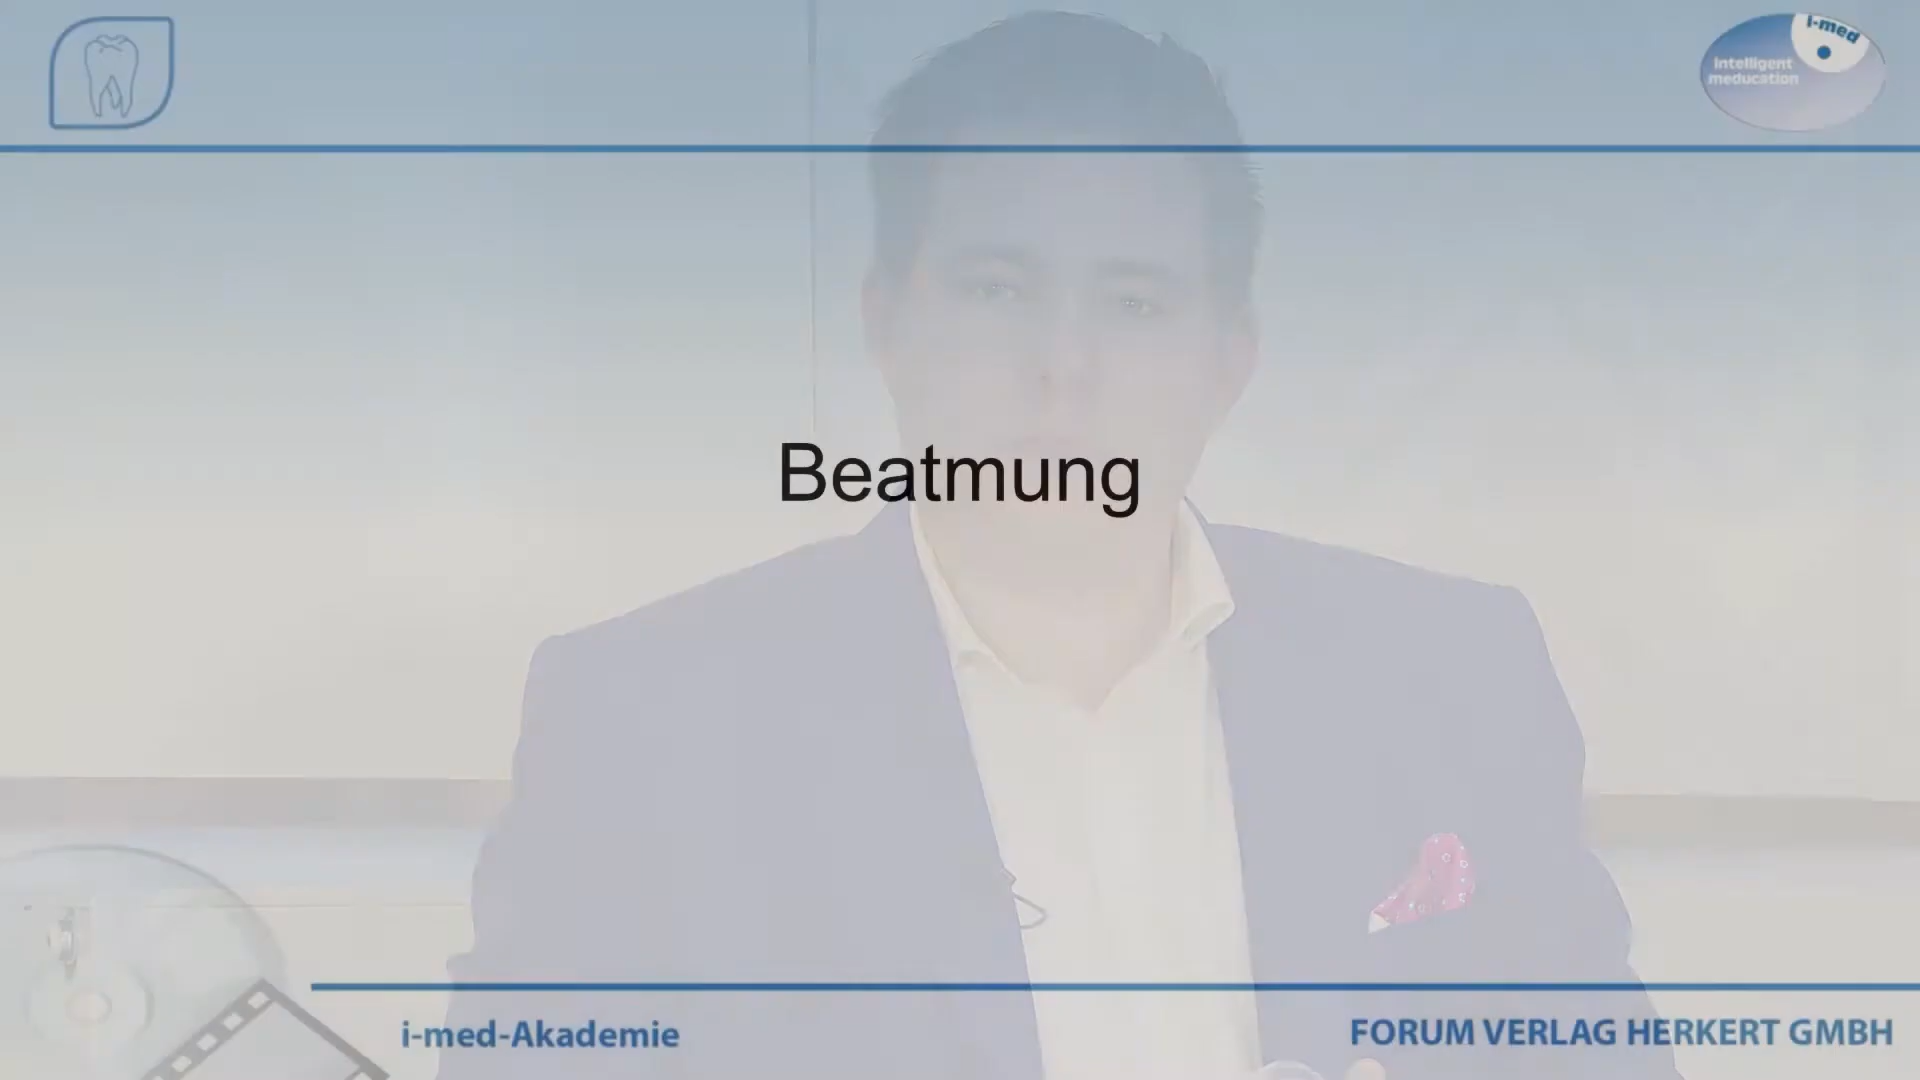 i-med
intelligent
meducation
Beatmung
i-med-Akademie
FORUM VERLAG HERKERT GMBH